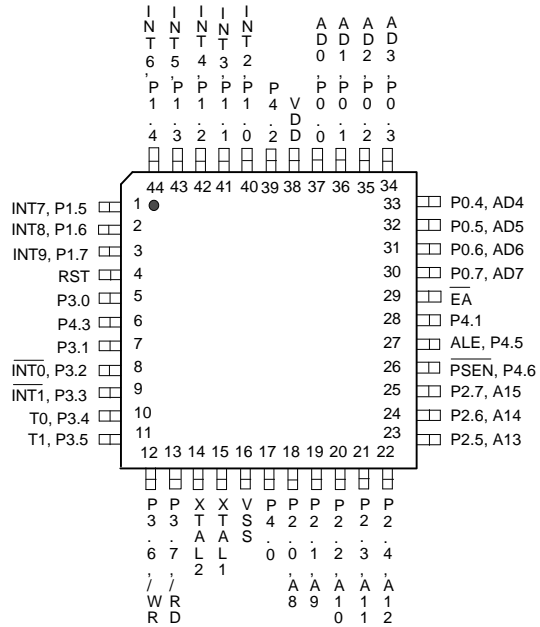 INT6, P1.4
INT5, P1.3
INT4, P1.2
INT3, P1.1
INT2, P1.0
P4.2
VDD
AD0, P0.0
AD1, P0.1
AD2, P0.2
AD3, P0.3
44 43 42 41 40 39 38 37 36 35 34
INT7, P1.5 1
INT8, P1.6 2
INT9, P1.7 3
RST 4
P3.0 5
P4.3 6
P3.1 7
INT0, P3.2 8
INT1, P3.3 9
T0, P3.4 10
T1, P3.5 11
33 P0.4, AD4
32 P0.5, AD5
31 P0.6, AD6
30 P0.7, AD7
29 EA
28 P4.1
27 ALE, P4.5
26 PSEN, P4.6
25 P2.7, A15
24 P2.6, A14
23 P2.5, A13
12 13 14 15 16 17 18 19 20 21 22
P3.6, /WR
P3.7, /RD
XTAL2
XTAL1
VSS
P4.0
P2.0, A8
P2.1, A9
P2.2, A10
P2.3, A11
P2.4, A12